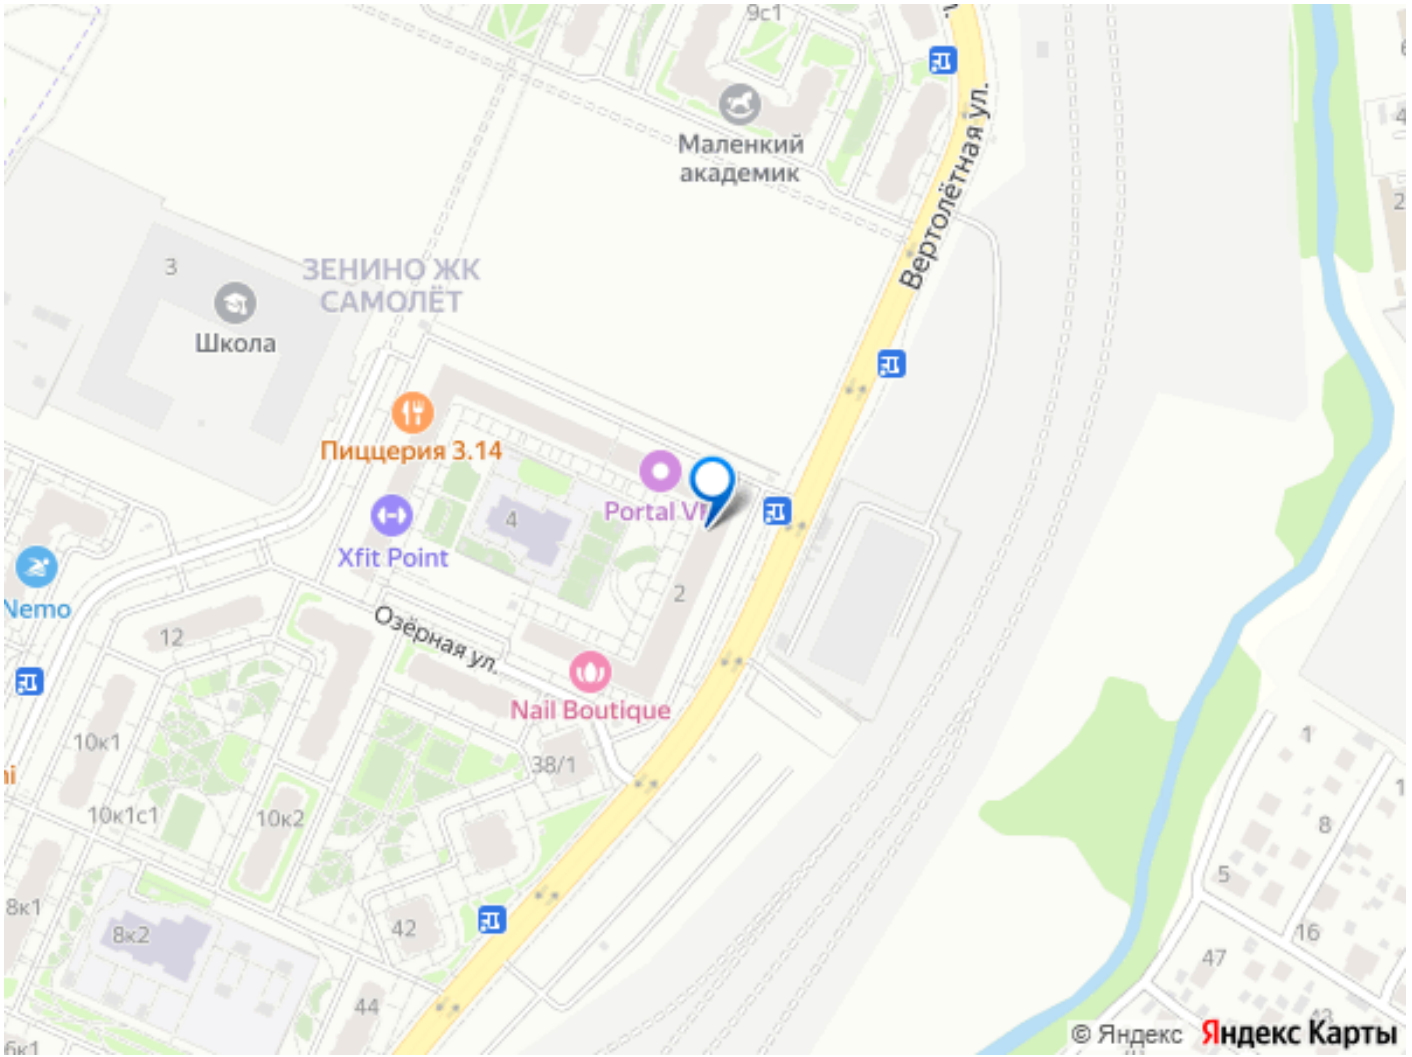 9с1
Маленкий
академик
Вертолётная ул.
3
ЗЕНИНО ЖК
САМОЛЁТ
Школа
Пиццерия 3.14
Portal
4
Xfit Point
2
Nemo
12
Озёрная ул.
Nail Boutique
10к1
38/1
10к1с1
10к2
1
8
5
8к1
8к2
42
16
47
44
© Яндекс Яндекс Карты